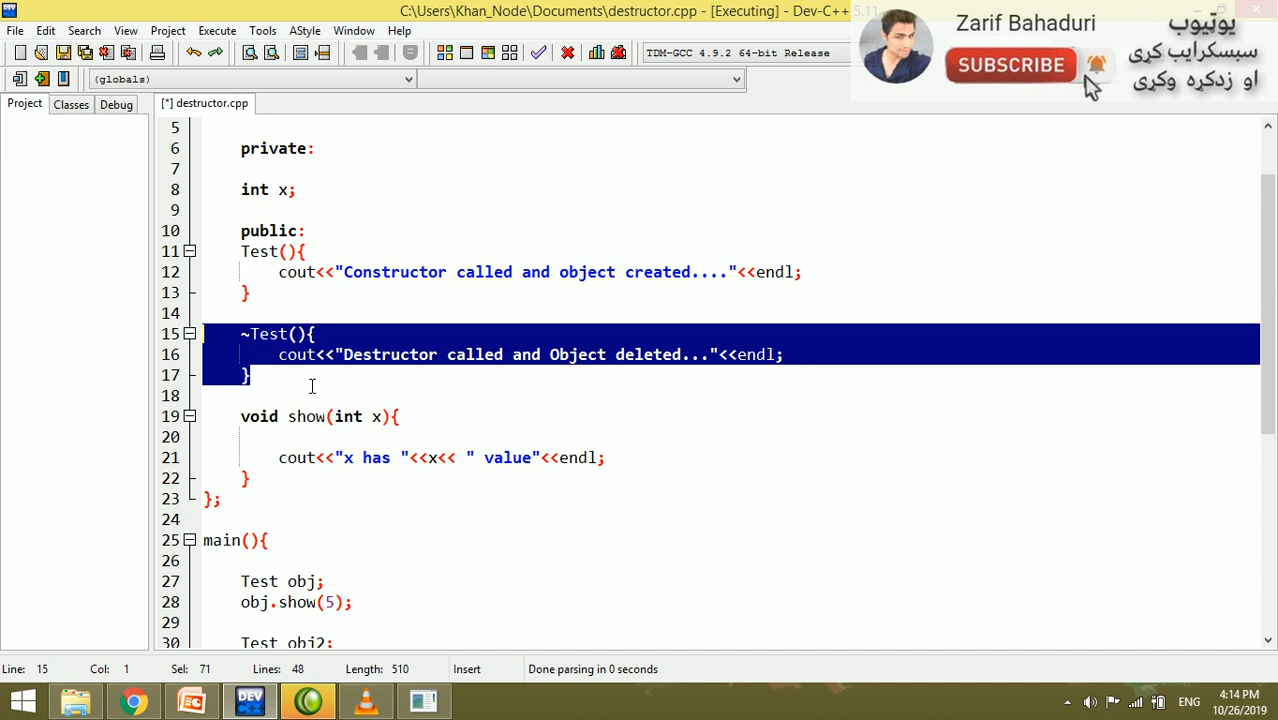 C:\Users\Khan_Node\Documents\destructor.cpp - [Executing] - Dev-C++ 5.11
File Edit Search View Project Execute Tools AStyle Window Help
TDM-GCC 4.9.2 64-bit Release
(globals)
Zarif Bahaduri
SUBSCRIBE
یوټیوب
سبسکرایب کړی
او زدکړه وکړی
Project Classes Debug
[*] destructor.cpp
5
6 private:
7
8 int x;
9
10 public:
11 Test(){
12 cout<<"Constructor called and object created...."<<endl;
13 }
14
15 ~Test(){
16 cout<<"Destructor called and Object deleted..."<<endl;
17 }
18
19 void show(int x){
20
21 cout<<"x has "<<x<< " value"<<endl;
22 }
23 };
24
25 main(){
26
27 Test obj;
28 obj.show(5);
29
30 Test obj2;
Line: 15 Col: 1 Sel: 71 Lines: 48 Length: 510 Insert Done parsing in 0 seconds
DEV C++
ENG
4:14 PM
10/26/2019